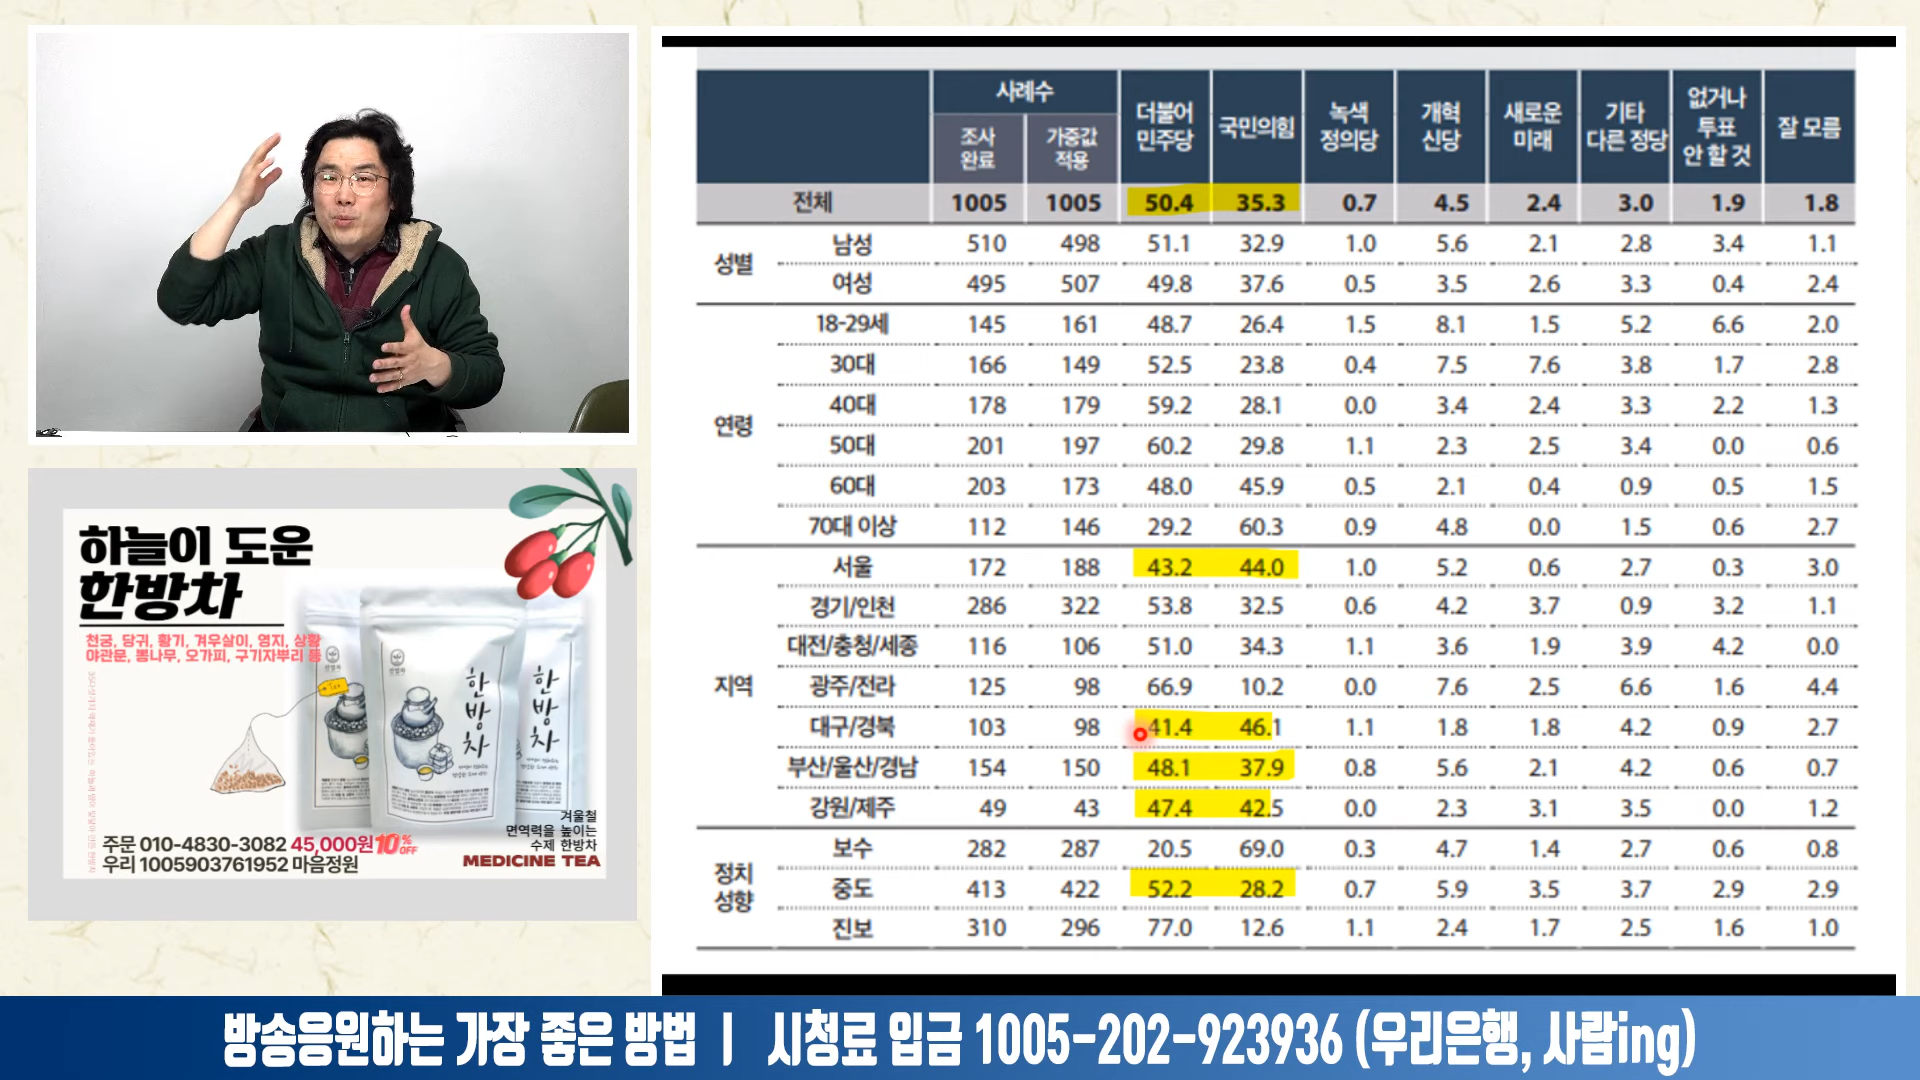 사례수
조사
완료
가중값
적용
더불어
민주당
국민의힘
녹색
정의당
개혁
신당
새로운
미래
기타
다른 정당
없거나
투표
안 할 것
잘 모름
전체 1005 1005 50.4 35.3 0.7 4.5 2.4 3.0 1.9 1.8
성별
남성 510 498 51.1 32.9 1.0 5.6 2.1 2.8 3.4 1.1
여성 495 507 49.8 37.6 0.5 3.5 2.6 3.3 0.4 2.4
연령
18-29세 145 161 48.7 26.4 1.5 8.1 1.5 5.2 6.6 2.0
30대 166 149 52.5 23.8 0.4 7.5 7.6 3.8 1.7 2.8
40대 178 179 59.2 28.1 0.0 3.4 2.4 3.3 2.2 1.3
50대 201 197 60.2 29.8 1.1 2.3 2.5 3.4 0.0 0.6
60대 203 173 48.0 45.9 0.5 2.1 0.4 0.9 0.5 1.5
70대 이상 112 146 29.2 60.3 0.9 4.8 0.0 1.5 0.6 2.7
지역
서울 172 188 43.2 44.0 1.0 5.2 0.6 2.7 0.3 3.0
경기/인천 286 322 53.8 32.5 0.6 4.2 3.7 0.9 3.2 1.1
대전/충청/세종 116 106 51.0 34.3 1.1 3.6 1.9 3.9 4.2 0.0
광주/전라 125 98 66.9 10.2 0.0 7.6 2.5 6.6 1.6 4.4
대구/경북 103 98 41.4 46.1 1.1 1.8 1.8 4.2 0.9 2.7
부산/울산/경남 154 150 48.1 37.9 0.8 5.6 2.1 4.2 0.6 0.7
강원/제주 49 43 47.4 42.5 0.0 2.3 3.1 3.5 0.0 1.2
정치
성향
보수 282 287 20.5 69.0 0.3 4.7 1.4 2.7 0.6 0.8
중도 413 422 52.2 28.2 0.7 5.9 3.5 3.7 2.9 2.9
진보 310 296 77.0 12.6 1.1 2.4 1.7 2.5 1.6 1.0
하늘이 도운
한방차
천궁, 당귀, 황기, 겨우살이, 영지, 상황
야관문, 뽕나무, 오가피, 구기자뿌리 등
한방차
한방차
겨울철
면역력을 높이는
수제 한방차
MEDICINE TEA
주문 010-4830-3082 45,000원 10% OFF
우리 1005903761952 마음정원
방송응원하는 가장 좋은 방법 | 시청료 입금 1005-202-923936 (우리은행, 사람ing)